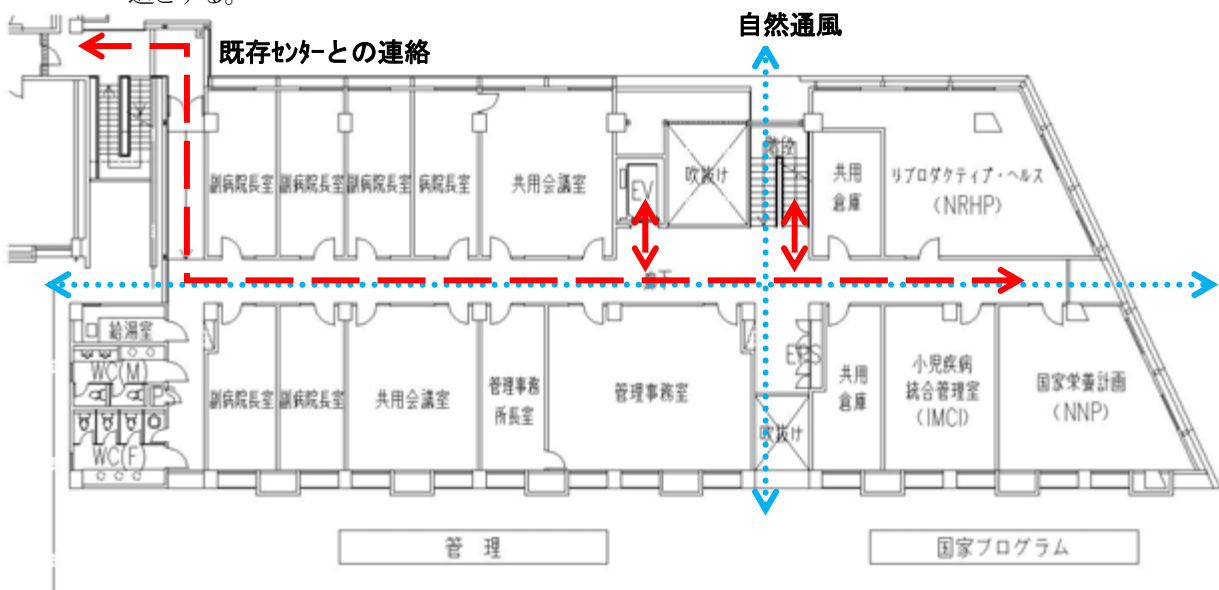 自然通風
既存ｾﾝﾀｰとの連絡
副病院長室
副病院長室
副病院長室
病院長室
共用会議室
EV
吹抜け
階段
共用
倉庫
リプロダクティブ・ヘルス
(NRHP)
廊下
給湯室
WC(M)
WC(F)
副病院長室
副病院長室
共用会議室
管理事務
所長室
管理事務室
EPS
吹抜け
共用
倉庫
小児疾病
統合管理室
(IMCI)
国家栄養計画
(NNP)
管 理
国家プログラム